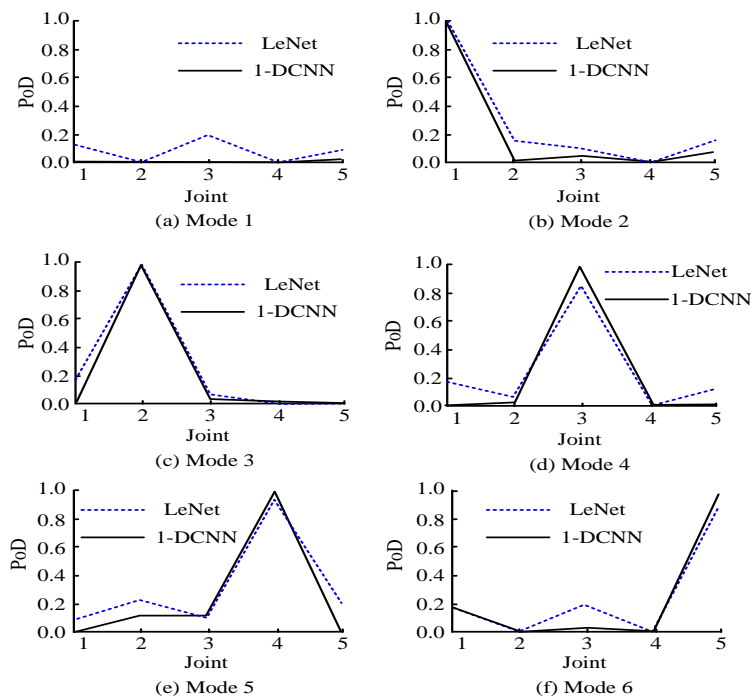 1.0
0.8
0.6
0.4
0.2
0.0
PoD
LeNet
1-DCNN
1 2 3 4 5
Joint
(a) Mode 1
1.0
0.8
0.6
0.4
0.2
0.0
PoD
LeNet
1-DCNN
1 2 3 4 5
Joint
(b) Mode 2
1.0
0.8
0.6
0.4
0.2
0.0
PoD
LeNet
1-DCNN
1 2 3 4 5
Joint
(c) Mode 3
1.0
0.8
0.6
0.4
0.2
0.0
PoD
LeNet
1-DCNN
1 2 3 4 5
Joint
(d) Mode 4
1.0
0.8
0.6
0.4
0.2
0.0
PoD
LeNet
1-DCNN
1 2 3 4 5
Joint
(e) Mode 5
1.0
0.8
0.6
0.4
0.2
0.0
PoD
LeNet
1-DCNN
1 2 3 4 5
Joint
(f) Mode 6